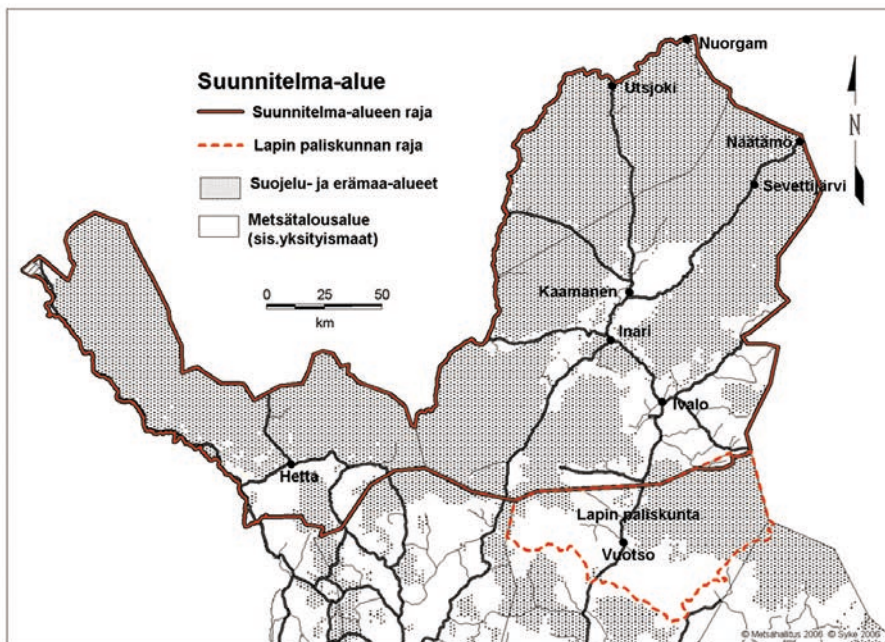 Suunnitelma-alue
Suunnitelma-alueen raja
Lapin paliskunnan raja
Suojelu- ja erämaa-alueet
Metsätalousalue
(sis.yksityismaat)
0 25 50
km
N
Nuorgam
Utsjoki
Näätämö
Sevettijärvi
Kaamanen
Inari
Ivalo
Hetta
Lapin paliskunta
Vuotso
© Metsähallitus 2006 © Syke